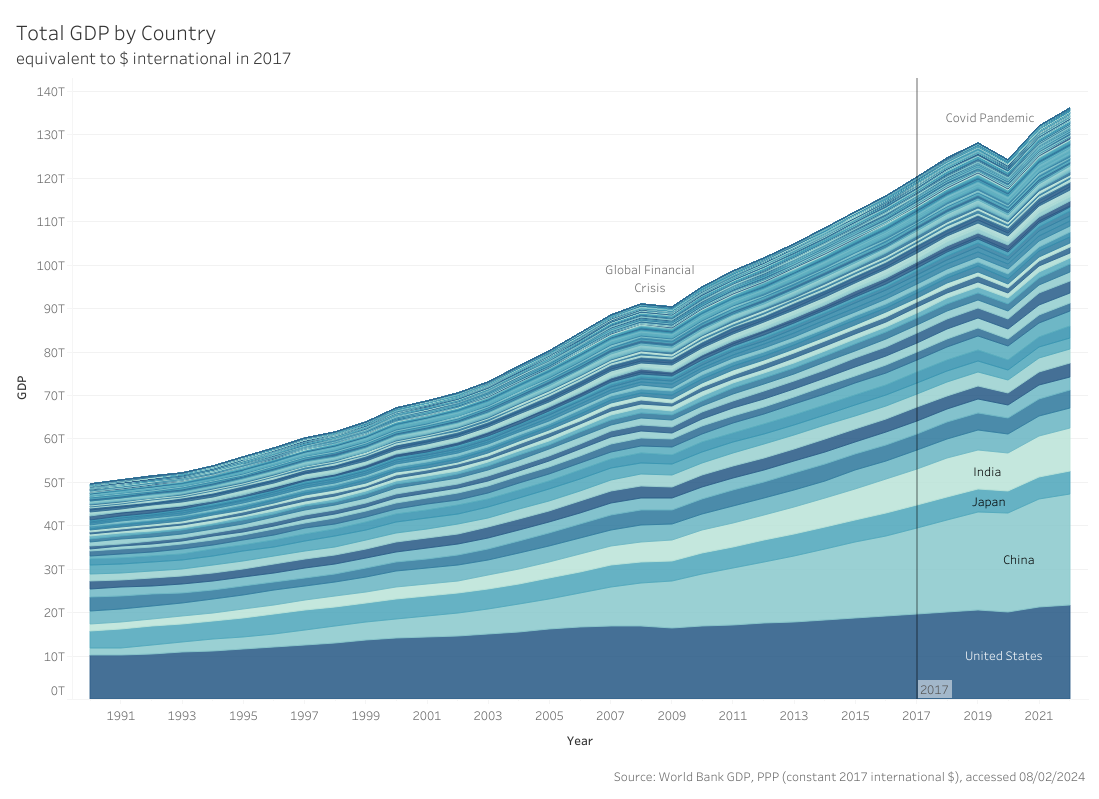 Total GDP by Country
equivalent to $ international in 2017
140T
130T
120T
110T
100T
90T
80T
70T
60T
50T
40T
30T
20T
10T
0T
GDP
Covid Pandemic
Global Financial
Crisis
India
Japan
China
United States
2017
1991
1993
1995
1997
1999
2001
2003
2005
2007
2009
2011
2013
2015
2017
2019
2021
Year
Source: World Bank GDP, PPP (constant 2017 international $), accessed 08/02/2024